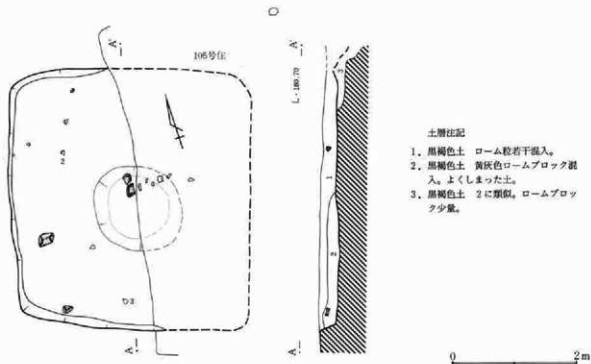 A'
A'
105号住
L=180.70
3
2
1
2
3
A
A
土層注記
1. 黒褐色土 ローム粒若干混入。
2. 黒褐色土 黄灰色ロームブロック混
入。よくしまった土。
3. 黒褐色土 2に類似。ロームブロッ
ク少量。
0 2m